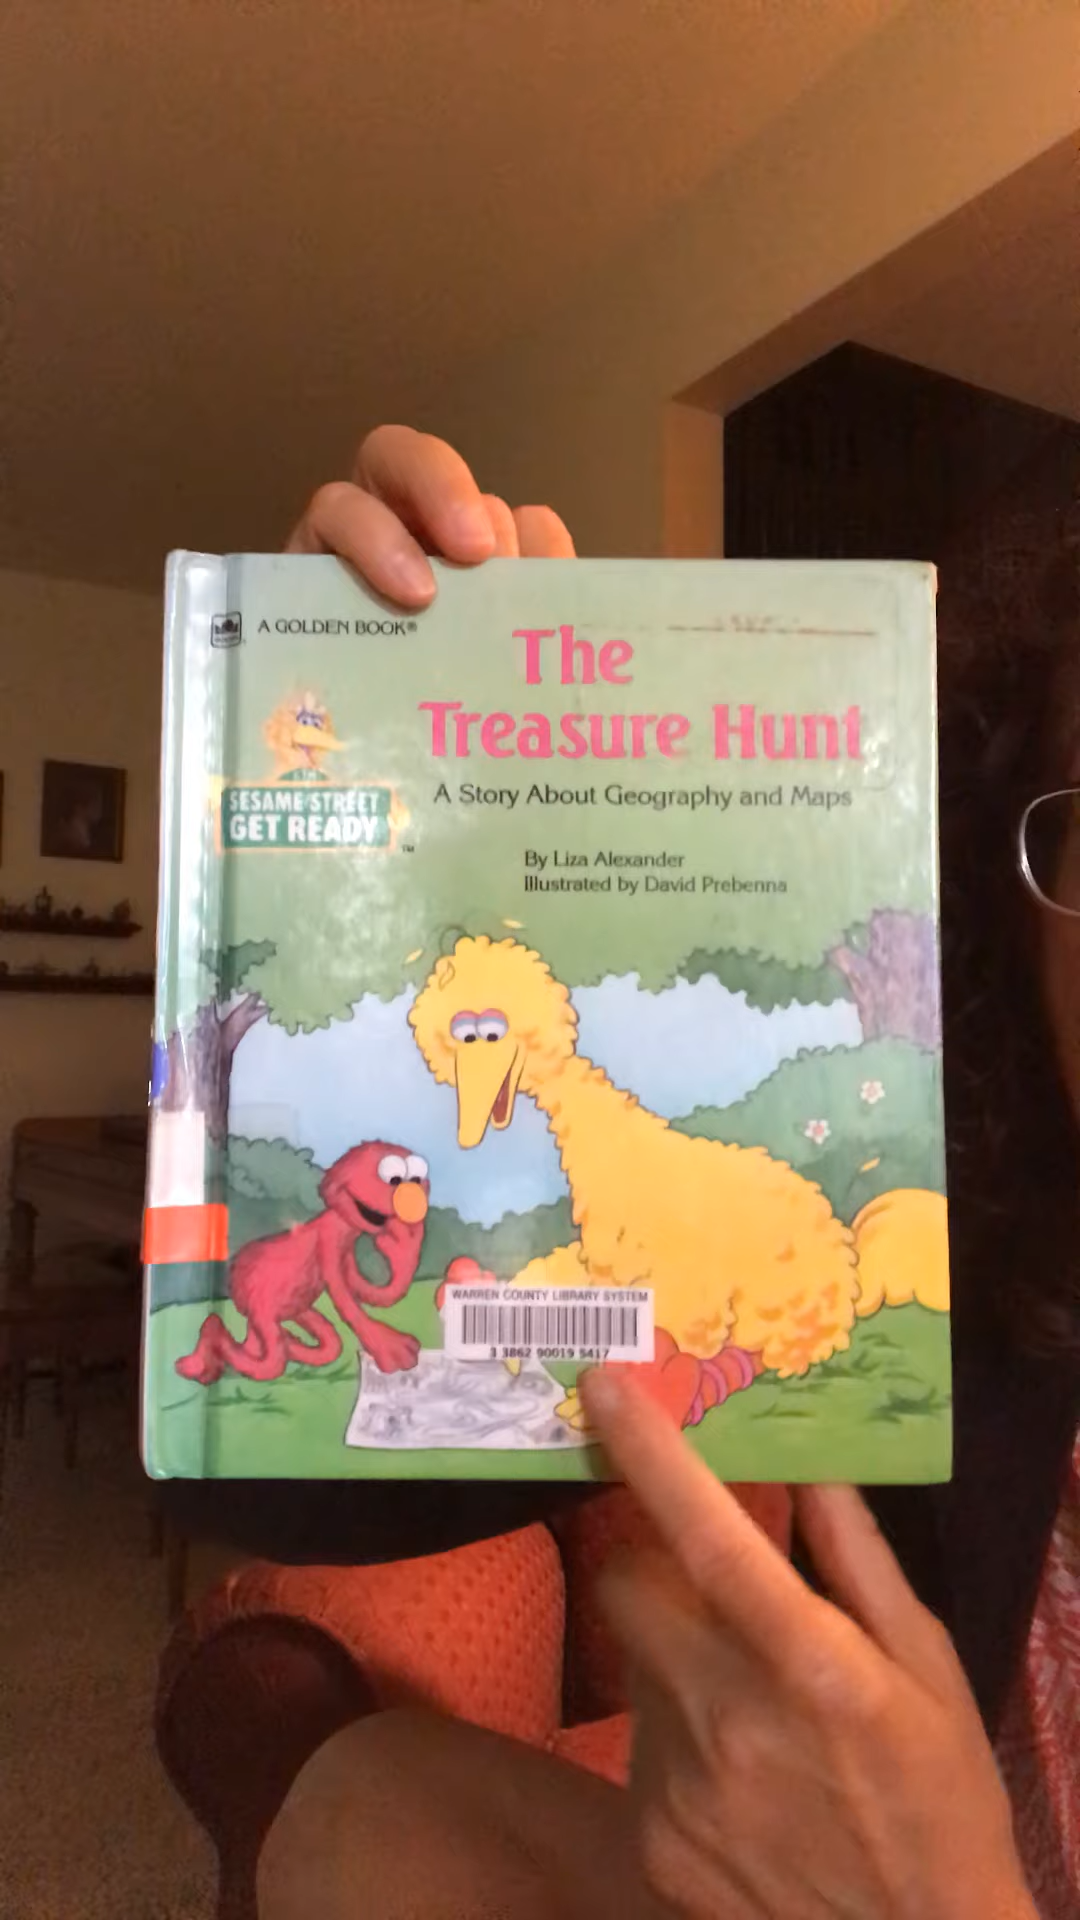 A GOLDEN BOOK®
The
Treasure Hunt
SESAME STREET
GET READY™
A Story About Geography and Maps
By Liza Alexander
Illustrated by David Prebenna
WARREN COUNTY LIBRARY SYSTEM
3 3862 90019 5417